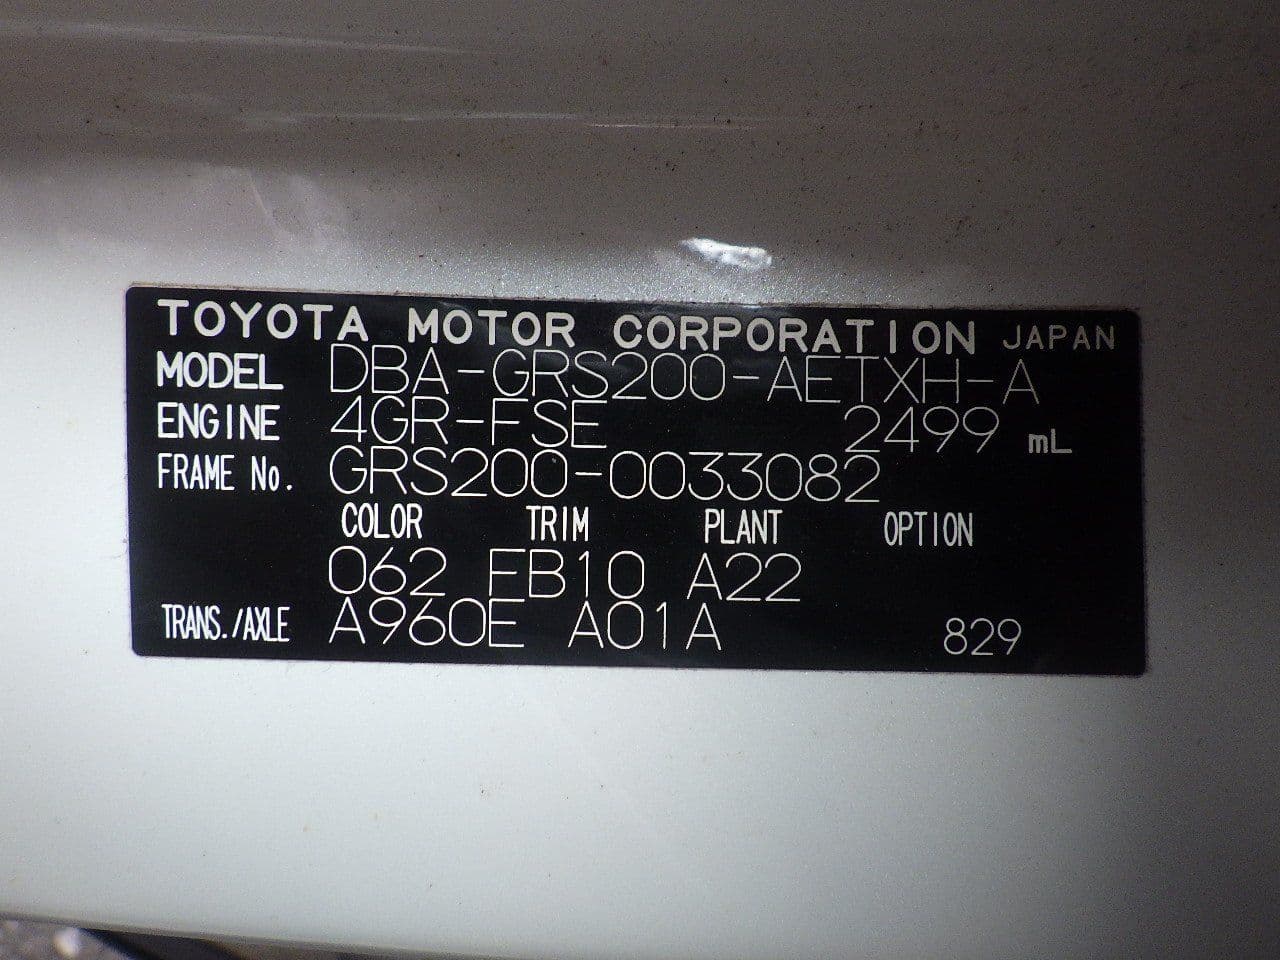 TOYOTA MOTOR CORPORATION JAPAN
MODEL DBA-GRS200-AETXH-A
ENGINE 4GR-FSE 2499 mL
FRAME No. GRS200-0033082
COLOR TRIM PLANT OPTION
062 FB10 A22
TRANS./AXLE A960E A01A 829